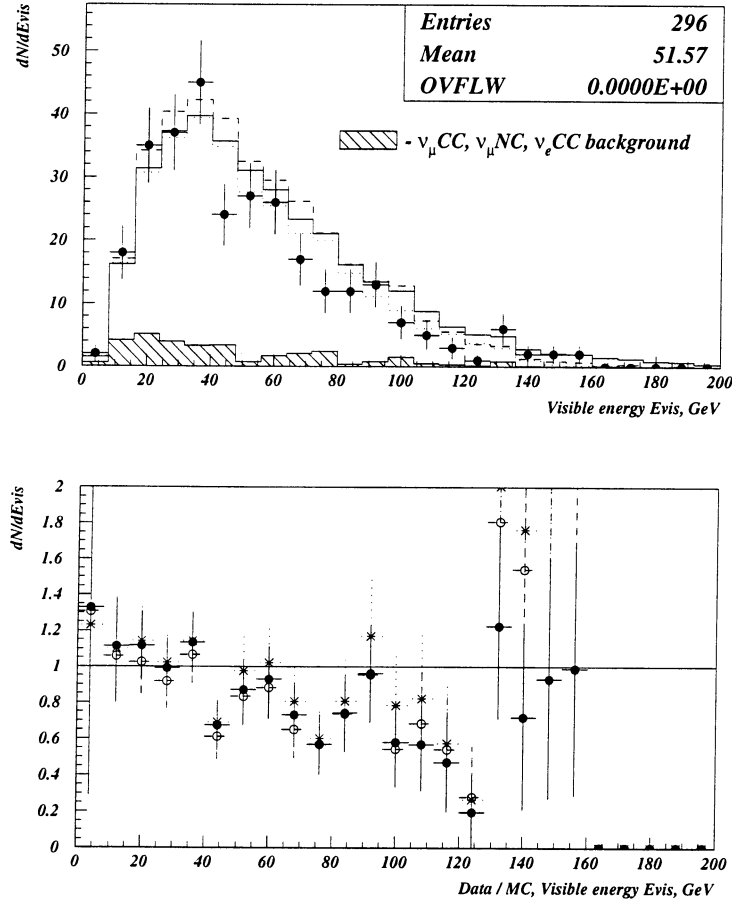 dN/dEvis
Entries 296
Mean 51.57
OVFLW 0.0000E+00
- νμCC, νμNC, νeCC background
50
40
30
20
10
0
0 20 40 60 80 100 120 140 160 180 200
Visible energy Evis, GeV
dN/dEvis
2
1.8
1.6
1.4
1.2
1
0.8
0.6
0.4
0.2
0
0 20 40 60 80 100 120 140 160 180 200
Data / MC, Visible energy Evis, GeV